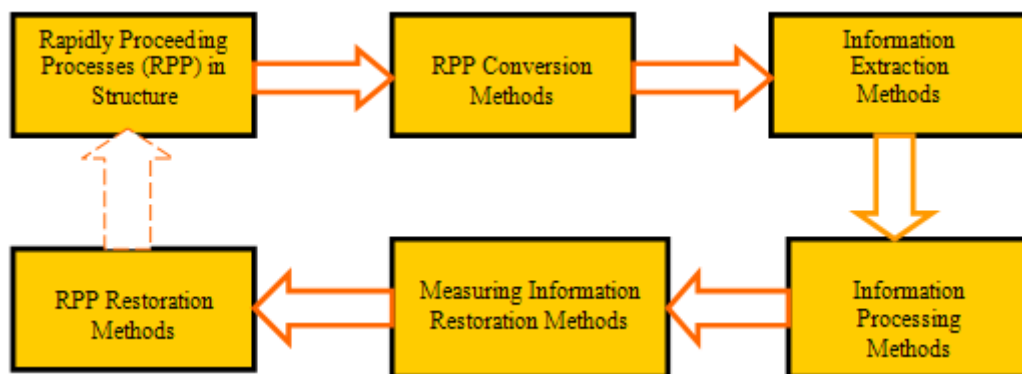 Rapidly Proceeding
Processes (RPP) in
Structure
RPP Conversion
Methods
Information
Extraction
Methods
RPP Restoration
Methods
Measuring Information
Restoration Methods
Information
Processing
Methods